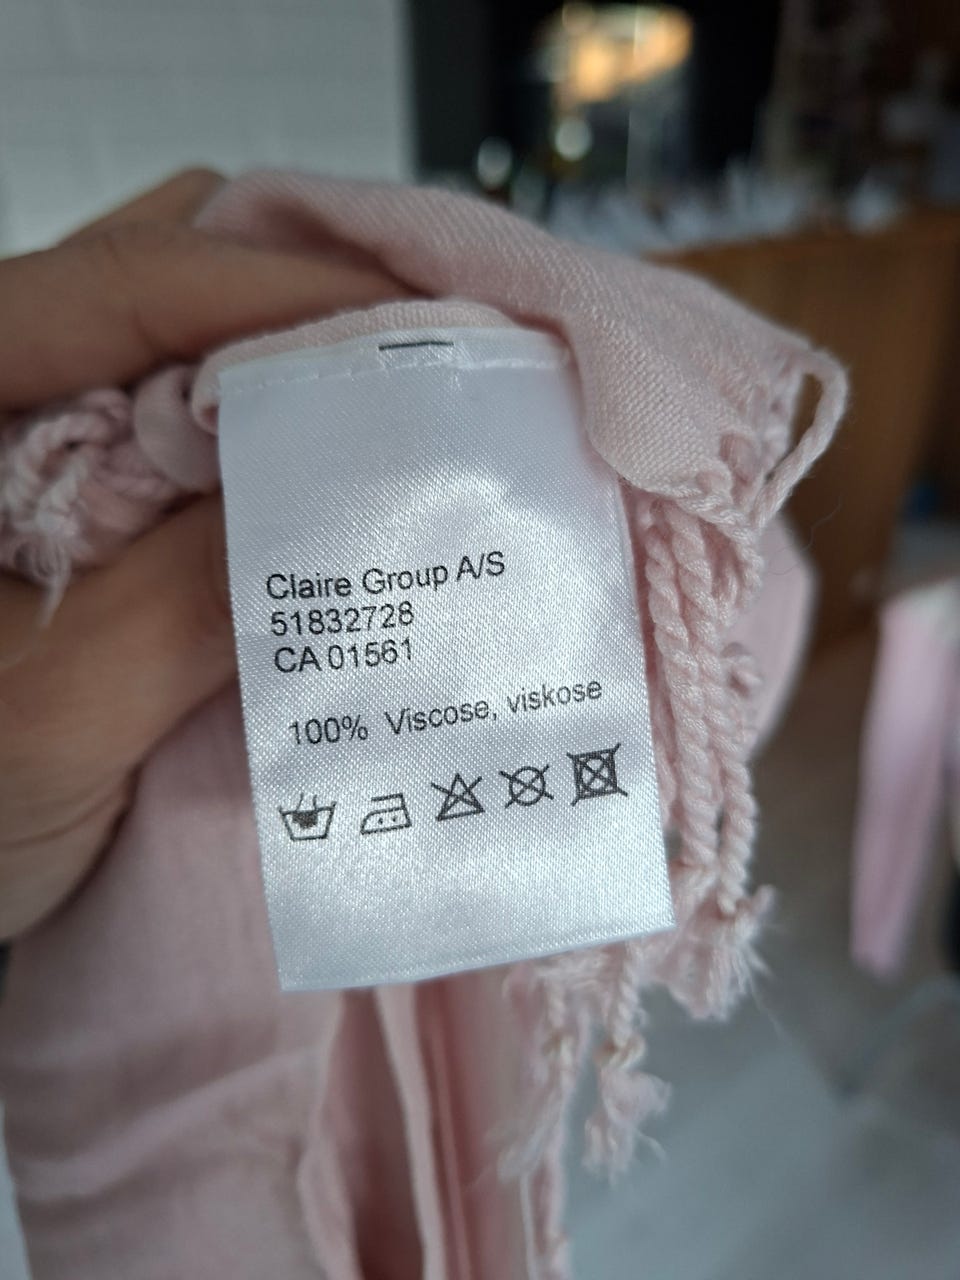 Claire Group A/S
51832728
CA 01561
100% Viscose, viskose